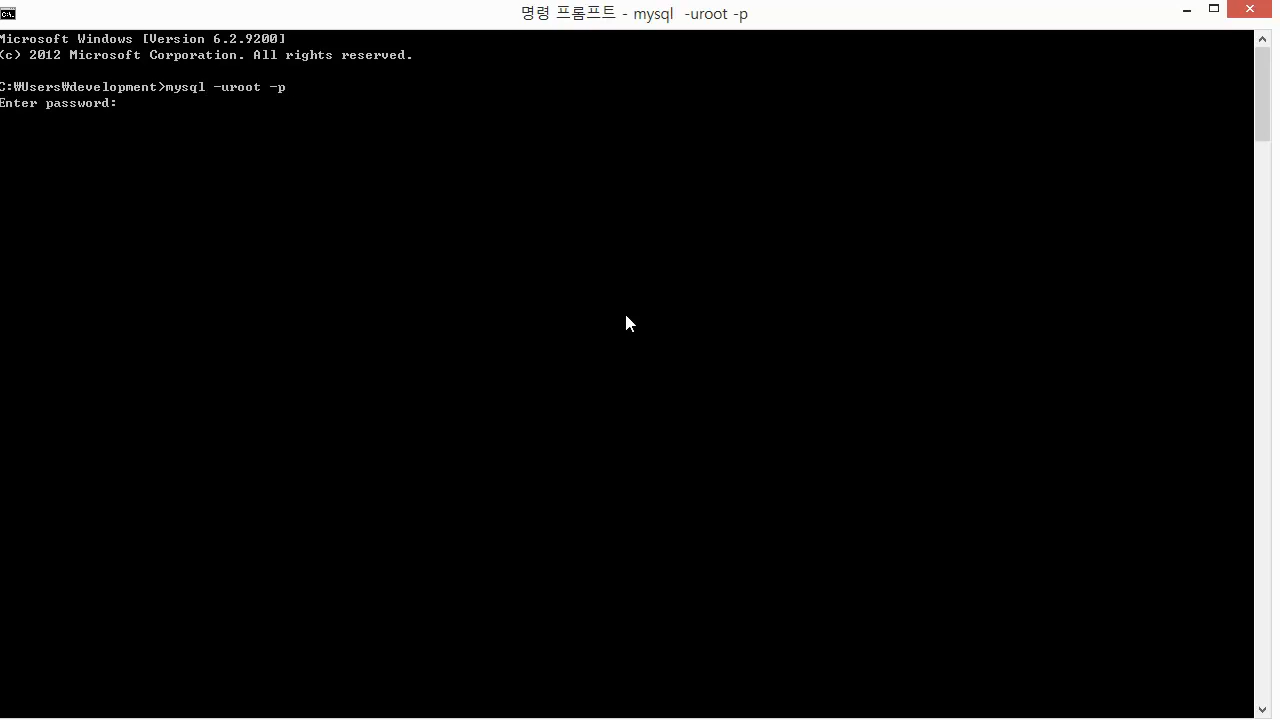 명령 프롬프트 - mysql  -uroot -p
Microsoft Windows [Version 6.2.9200]
(c) 2012 Microsoft Corporation. All rights reserved.
C:₩Users₩development>mysql -uroot -p
Enter password: